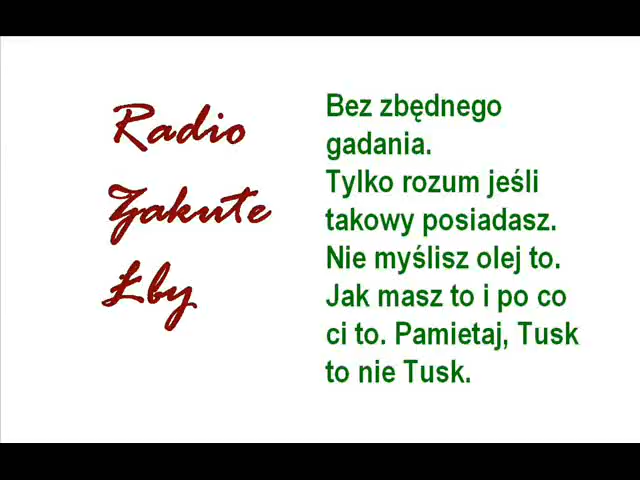 Radio
Zakute
Łby
Bez zbędnego
gadania.
Tylko rozum jeśli
takowy posiadasz.
Nie myślisz olej to.
Jak masz to i po co
ci to. Pamietaj, Tusk
to nie Tusk.